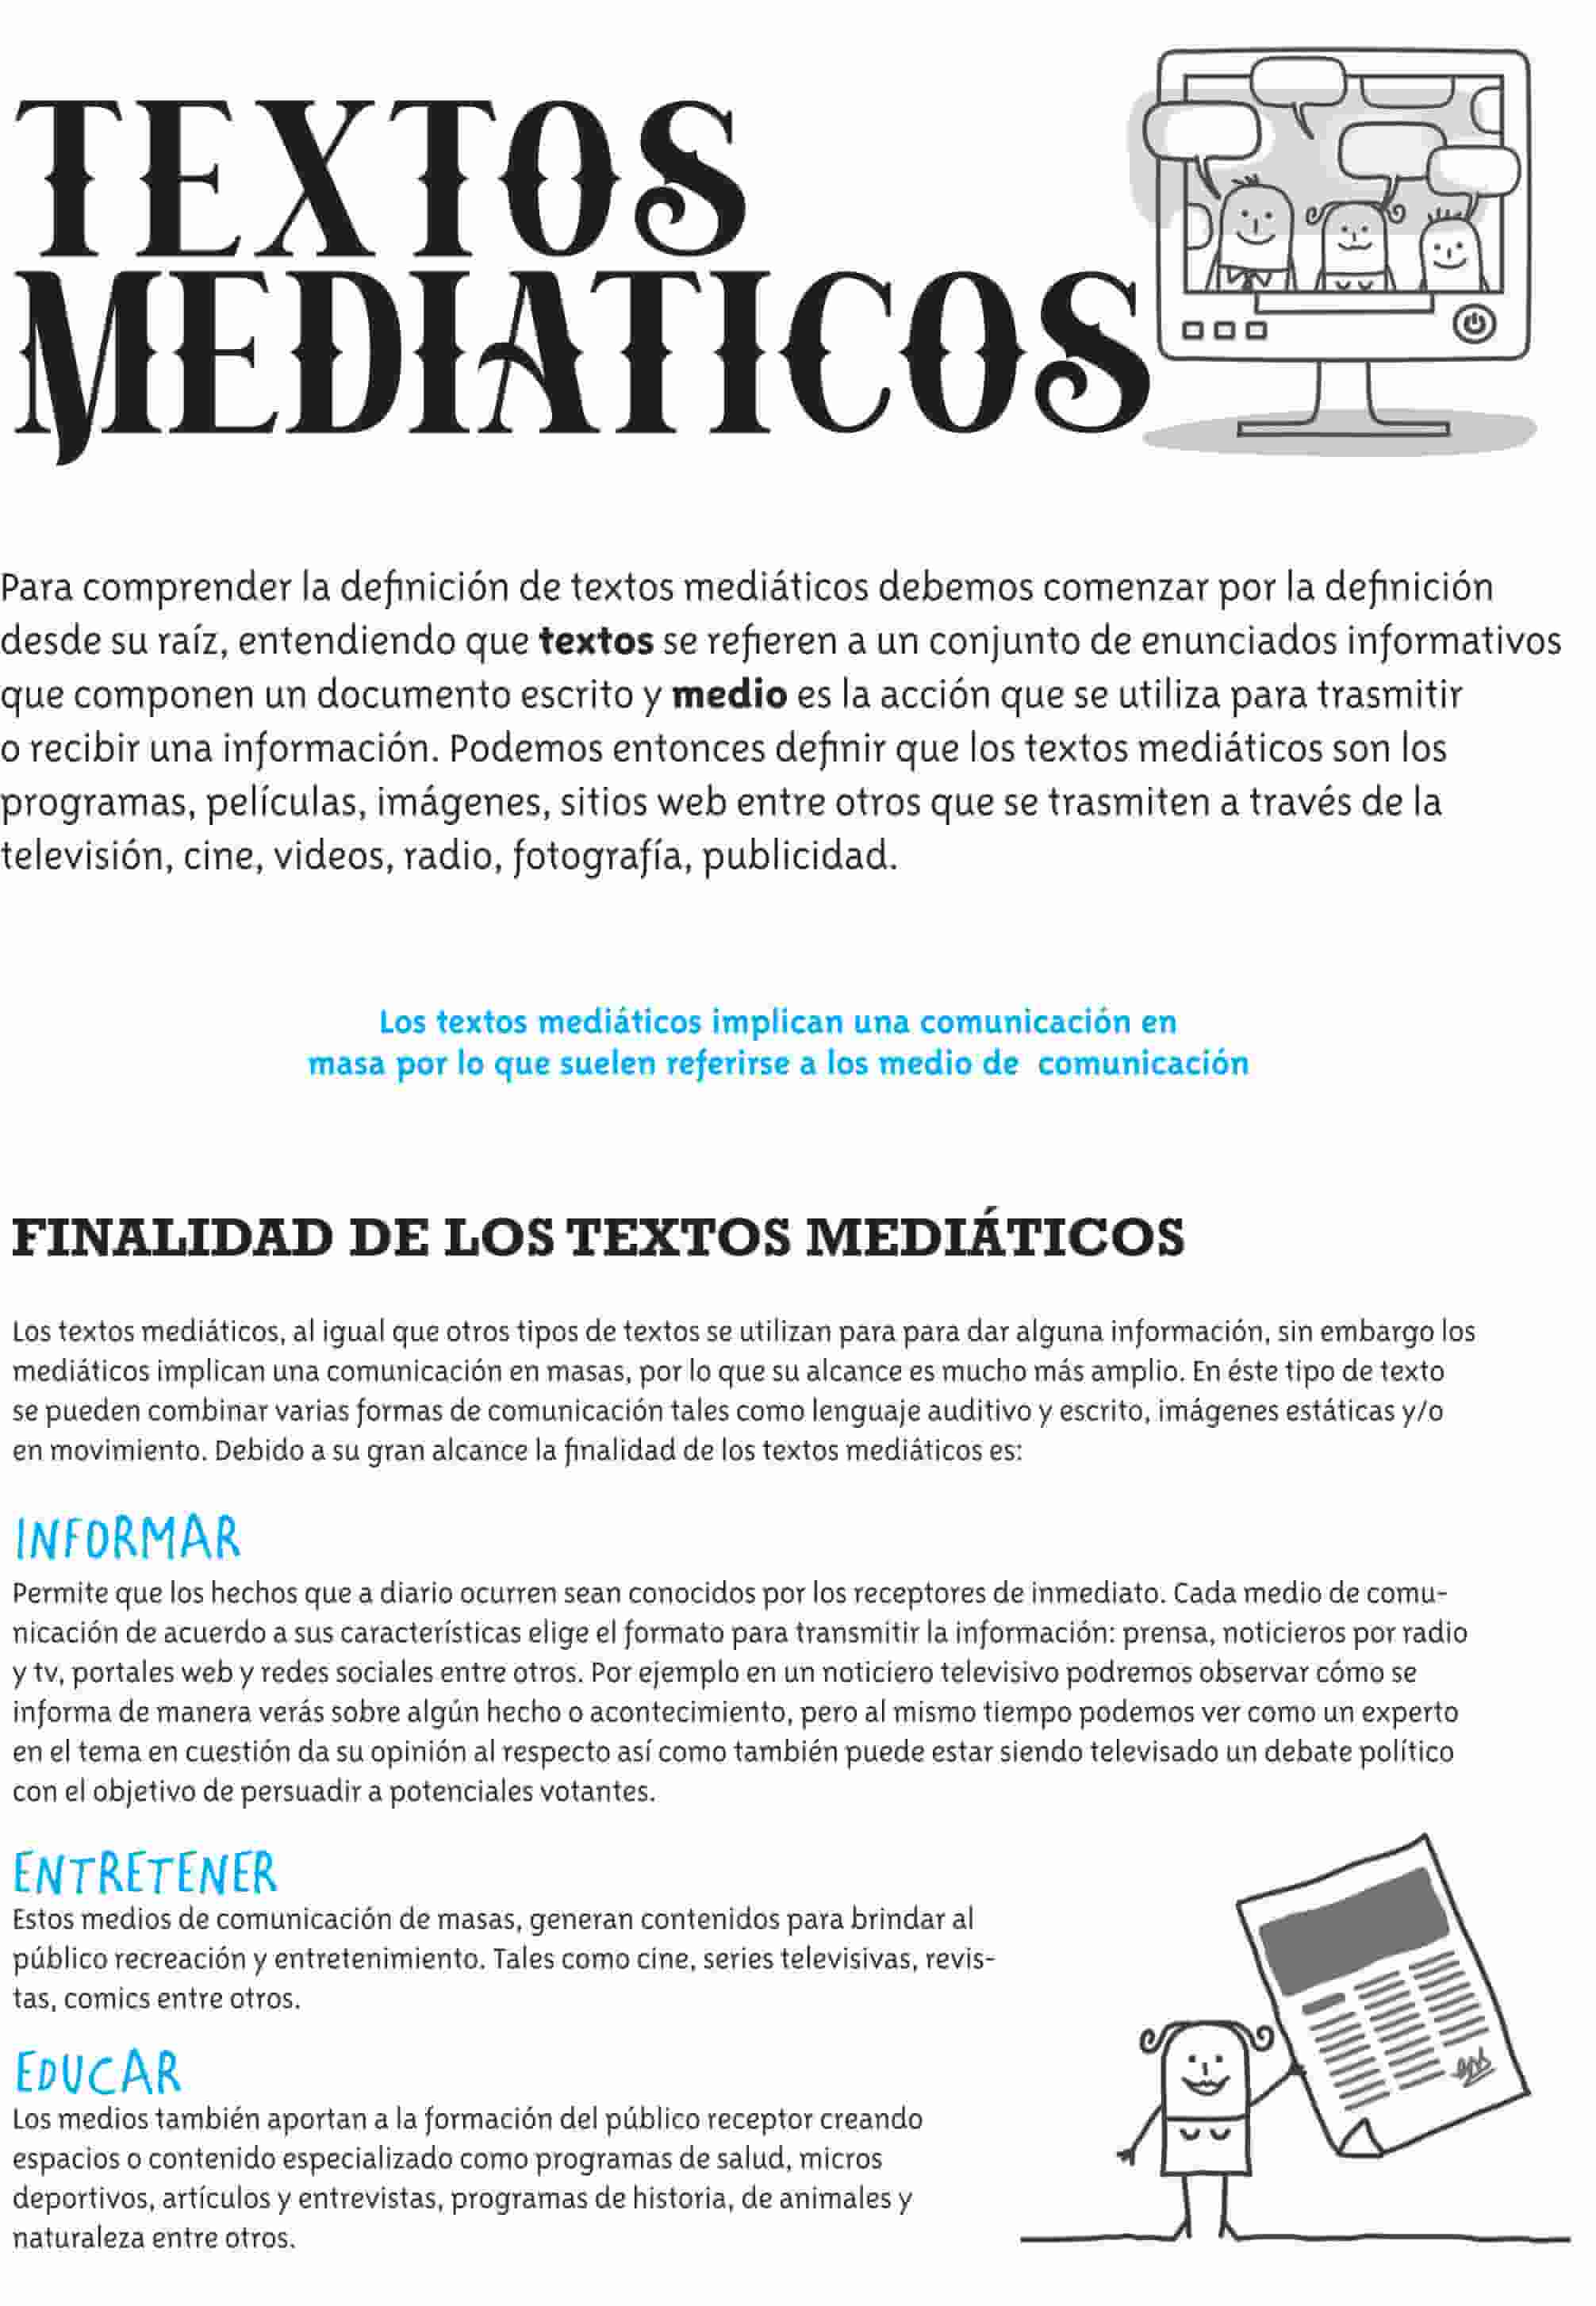 TEXTOS
MEDIATICOS
Para comprender la definición de textos mediáticos debemos comenzar por la definición
desde su raíz, entendiendo que textos se refieren a un conjunto de enunciados informativos
que componen un documento escrito y medio es la acción que se utiliza para trasmitir
o recibir una información. Podemos entonces definir que los textos mediáticos son los
programas, películas, imágenes, sitios web entre otros que se trasmiten a través de la
televisión, cine, videos, radio, fotografía, publicidad.
Los textos mediáticos implican una comunicación en
masa por lo que suelen referirse a los medio de comunicación
FINALIDAD DE LOS TEXTOS MEDIÁTICOS
Los textos mediáticos, al igual que otros tipos de textos se utilizan para para dar alguna información, sin embargo los
mediáticos implican una comunicación en masas, por lo que su alcance es mucho más amplio. En éste tipo de texto
se pueden combinar varias formas de comunicación tales como lenguaje auditivo y escrito, imágenes estáticas y/o
en movimiento. Debido a su gran alcance la finalidad de los textos mediáticos es:
INFORMAR
Permite que los hechos que a diario ocurren sean conocidos por los receptores de inmediato. Cada medio de comu-
nicación de acuerdo a sus características elige el formato para transmitir la información: prensa, noticieros por radio
y tv, portales web y redes sociales entre otros. Por ejemplo en un noticiero televisivo podremos observar cómo se
informa de manera verás sobre algún hecho o acontecimiento, pero al mismo tiempo podemos ver como un experto
en el tema en cuestión da su opinión al respecto así como también puede estar siendo televisado un debate político
con el objetivo de persuadir a potenciales votantes.
ENTRETENER
Estos medios de comunicación de masas, generan contenidos para brindar al
público recreación y entretenimiento. Tales como cine, series televisivas, revis-
tas, comics entre otros.
EDUCAR
Los medios también aportan a la formación del público receptor creando
espacios o contenido especializado como programas de salud, micros
deportivos, artículos y entrevistas, programas de historia, de animales y
naturaleza entre otros.